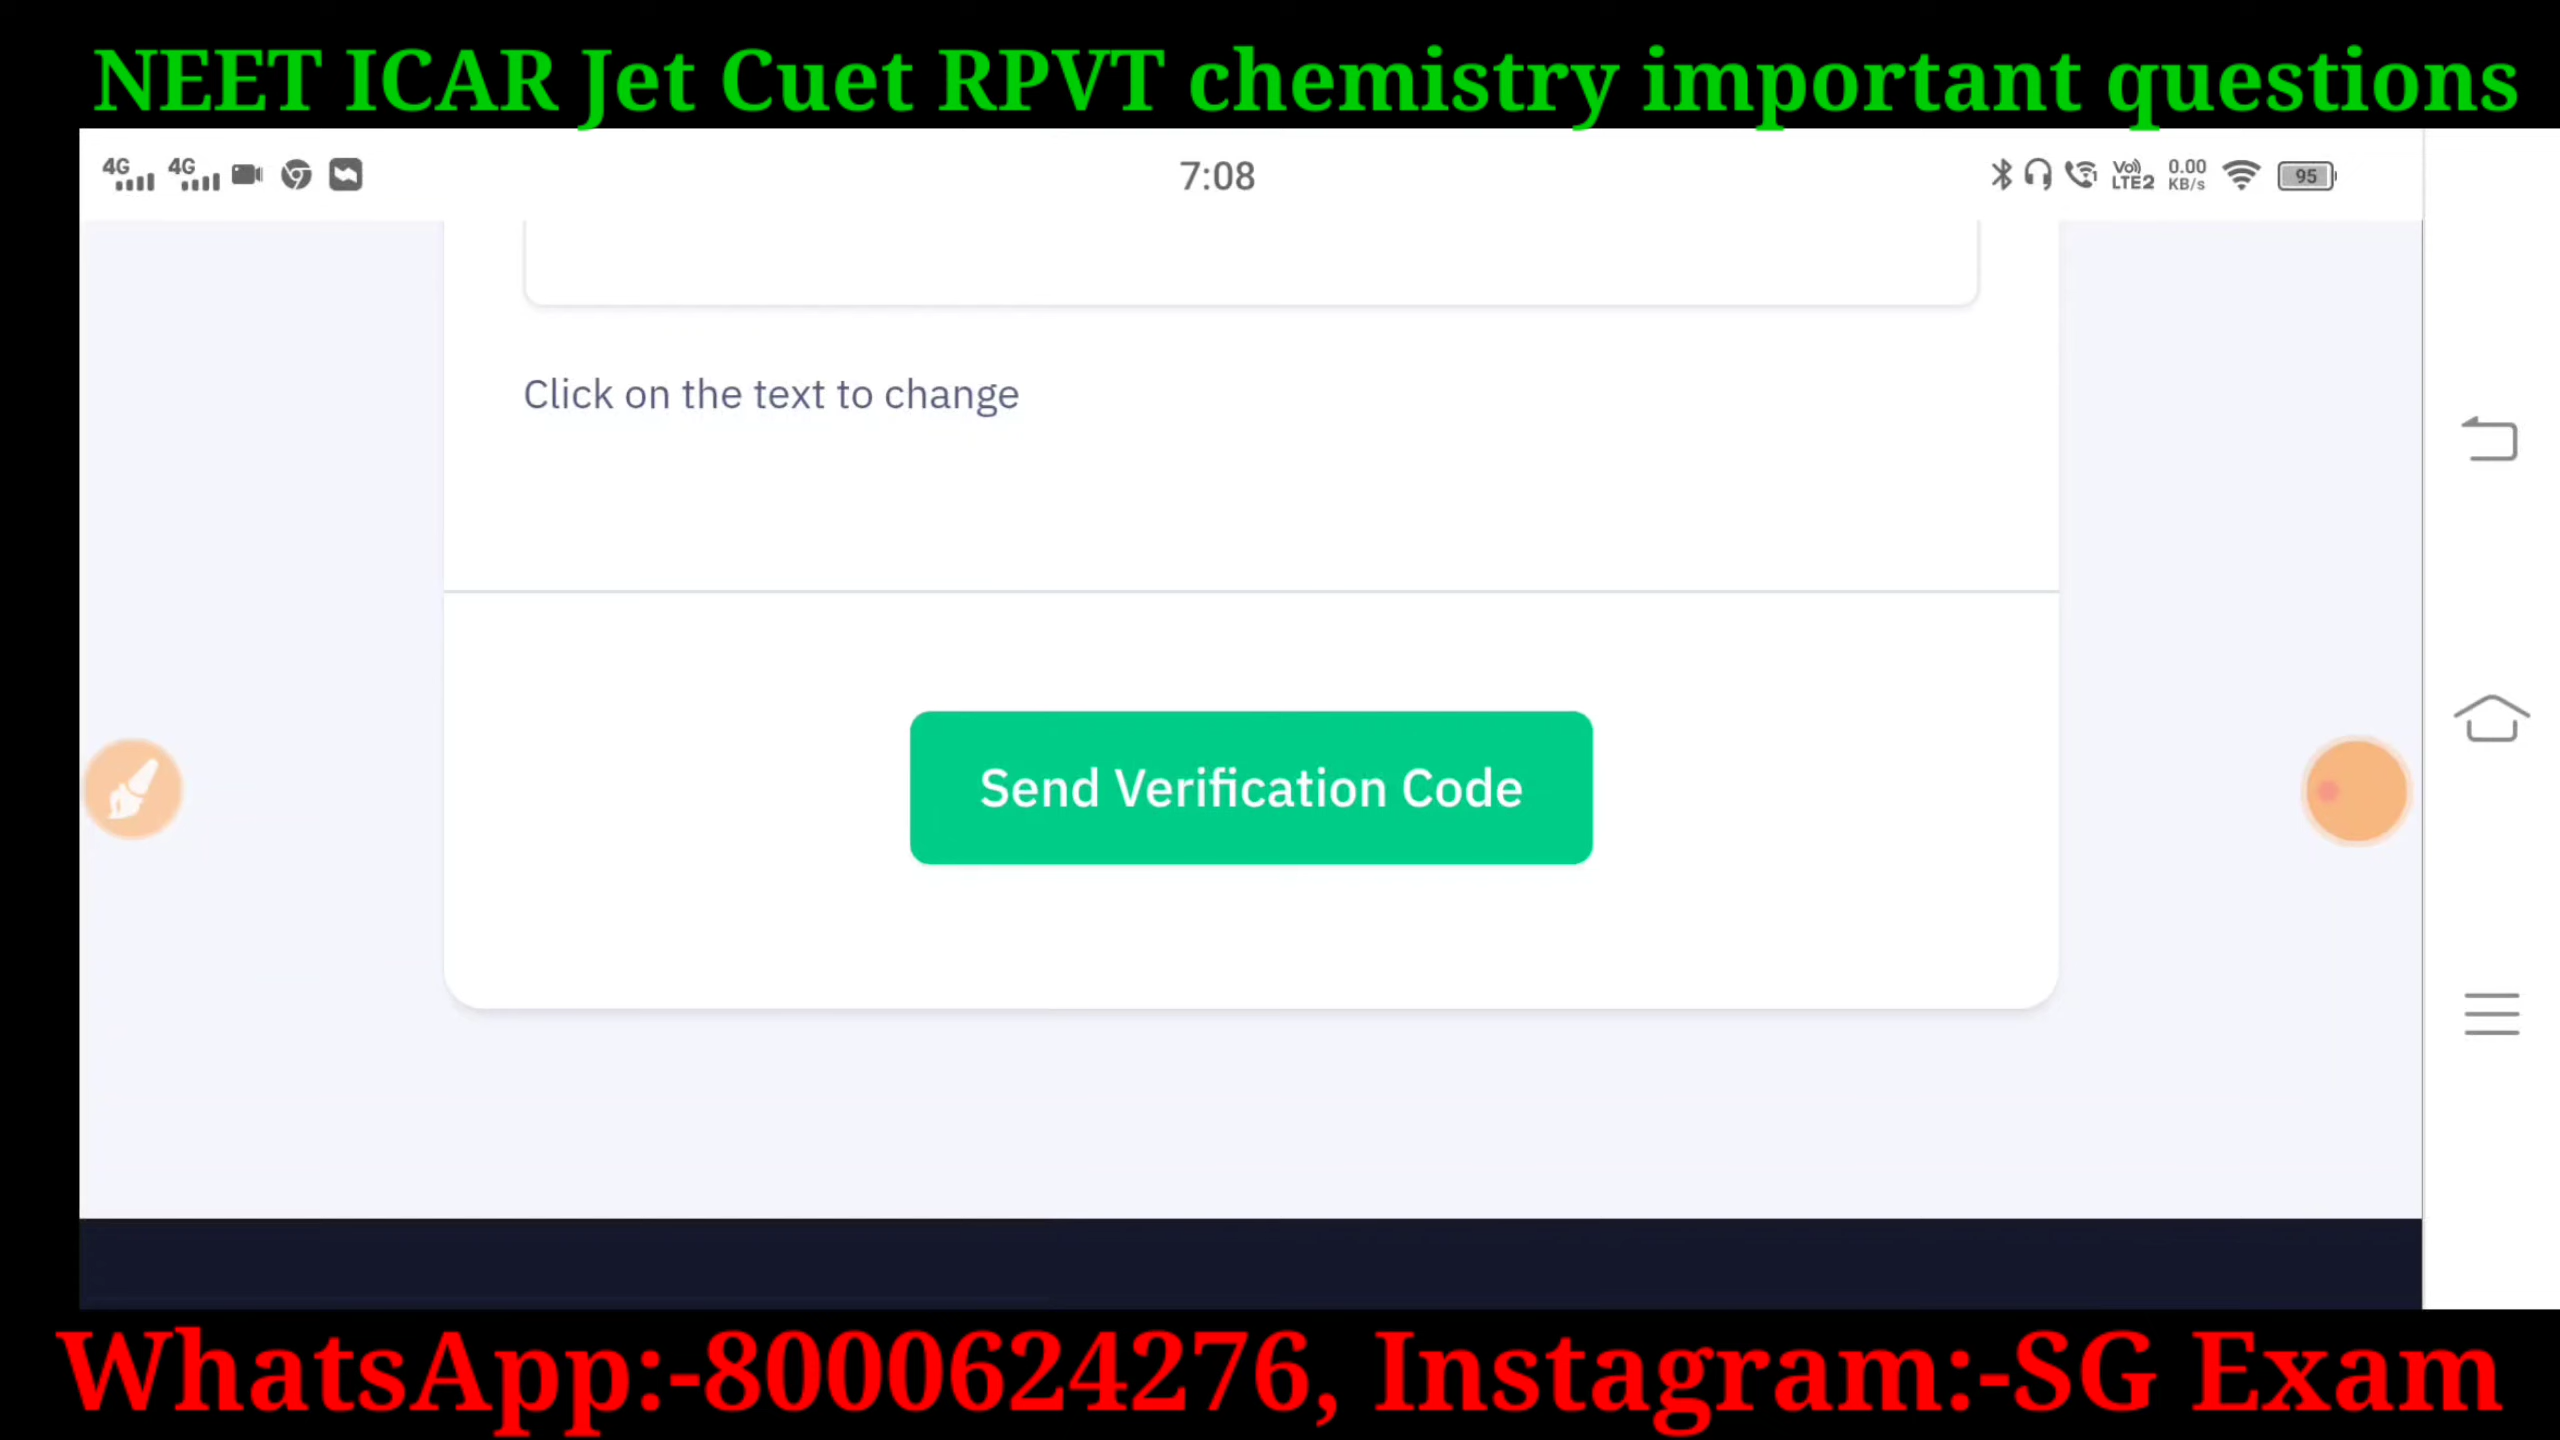 NEET ICAR Jet Cuet RPVT chemistry important questions
4G 4G 7:08 Vo)) LTE2 0.00 KB/s 95
Click on the text to change
Send Verification Code
WhatsApp:-8000624276, Instagram:-SG Exam